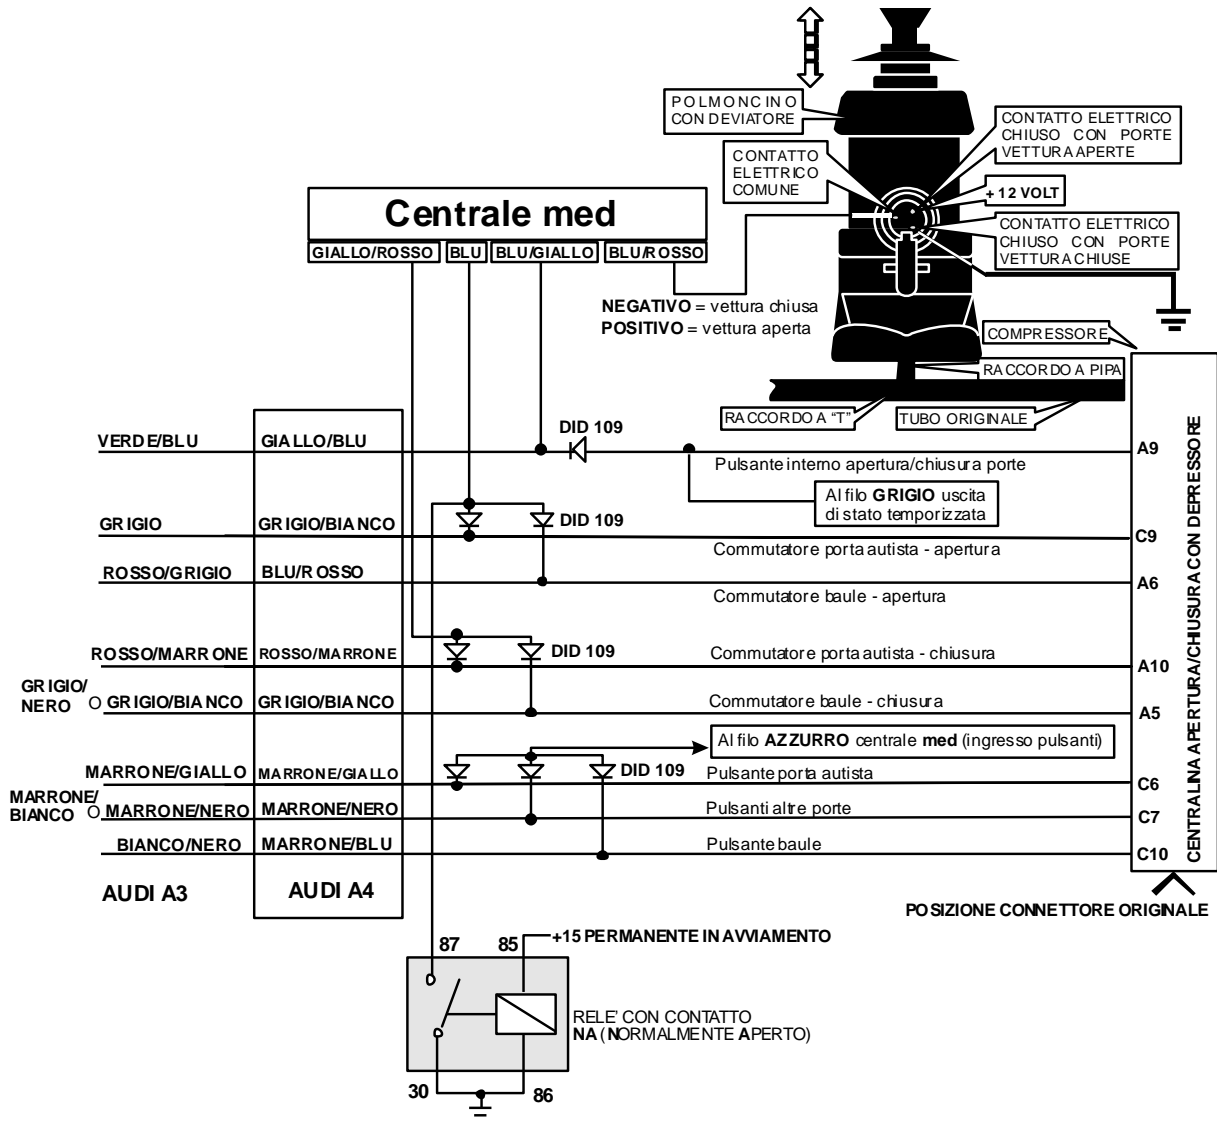 POLMONCINO
CON DEVIATORE
CONTATTO ELETTRICO
CHIUSO CON PORTE
VETTURA APERTE
CONTATTO
ELETTRICO
COMUNE
+ 12 VOLT
CONTATTO ELETTRICO
CHIUSO CON PORTE
VETTURA CHIUSE
Centrale med
GIALLO/ROSSO
BLU
BLU/GIALLO
BLU/ROSSO
NEGATIVO = vettura chiusa
POSITIVO = vettura aperta
COMPRESSORE
RACCORDO A PIPA
RACCORDO A “T”
TUBO ORIGINALE
VERDE/BLU
GIALLO/BLU
DID 109
Pulsante interno apertura/chiusura porte
A9
Al filo GRIGIO uscita
di stato temporizzata
GRIGIO
GRIGIO/BIANCO
DID 109
Commutatore porta autista - apertura
C9
ROSSO/GRIGIO
BLU/ROSSO
Commutatore baule - apertura
A6
ROSSO/MARRONE
ROSSO/MARRONE
DID 109
Commutatore porta autista - chiusura
A10
GRIGIO/
NERO O GRIGIO/BIANCO
GRIGIO/BIANCO
Commutatore baule - chiusura
A5
Al filo AZZURRO centrale med (ingresso pulsanti)
MARRONE/GIALLO
MARRONE/GIALLO
DID 109
Pulsante porta autista
C6
MARRONE/
BIANCO O MARRONE/NERO
MARRONE/NERO
Pulsanti altre porte
C7
BIANCO/NERO
MARRONE/BLU
Pulsante baule
C10
CENTRALINA APERTURA/CHIUSURA CON DEPRESSORE
AUDI A3
AUDI A4
POSIZIONE CONNETTORE ORIGINALE
87
85
+15 PERMANENTE IN AVVIAMENTO
RELE’ CON CONTATTO
NA (NORMALMENTE APERTO)
30
86